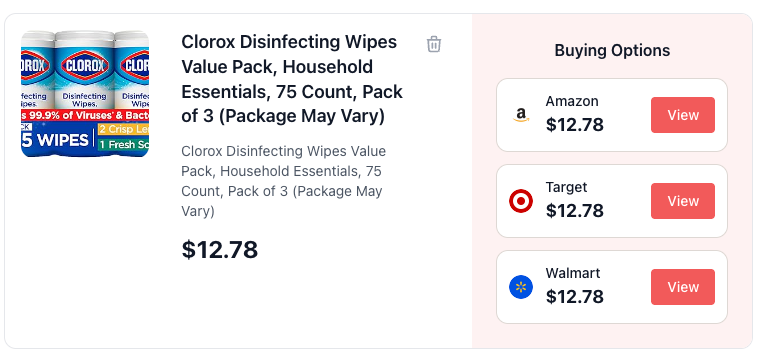 Clorox Disinfecting Wipes
Value Pack, Household
Essentials, 75 Count, Pack
of 3 (Package May Vary)
Clorox Disinfecting Wipes Value
Pack, Household Essentials, 75
Count, Pack of 3 (Package May
Vary)
$12.78
CLOROX
Disinfecting
Wipes.
s 99.9% of Viruses* & Bact
5 WIPES
2 Crisp Le
1 Fresh Sc
Buying Options
Amazon
$12.78
View
Target
$12.78
View
Walmart
$12.78
View